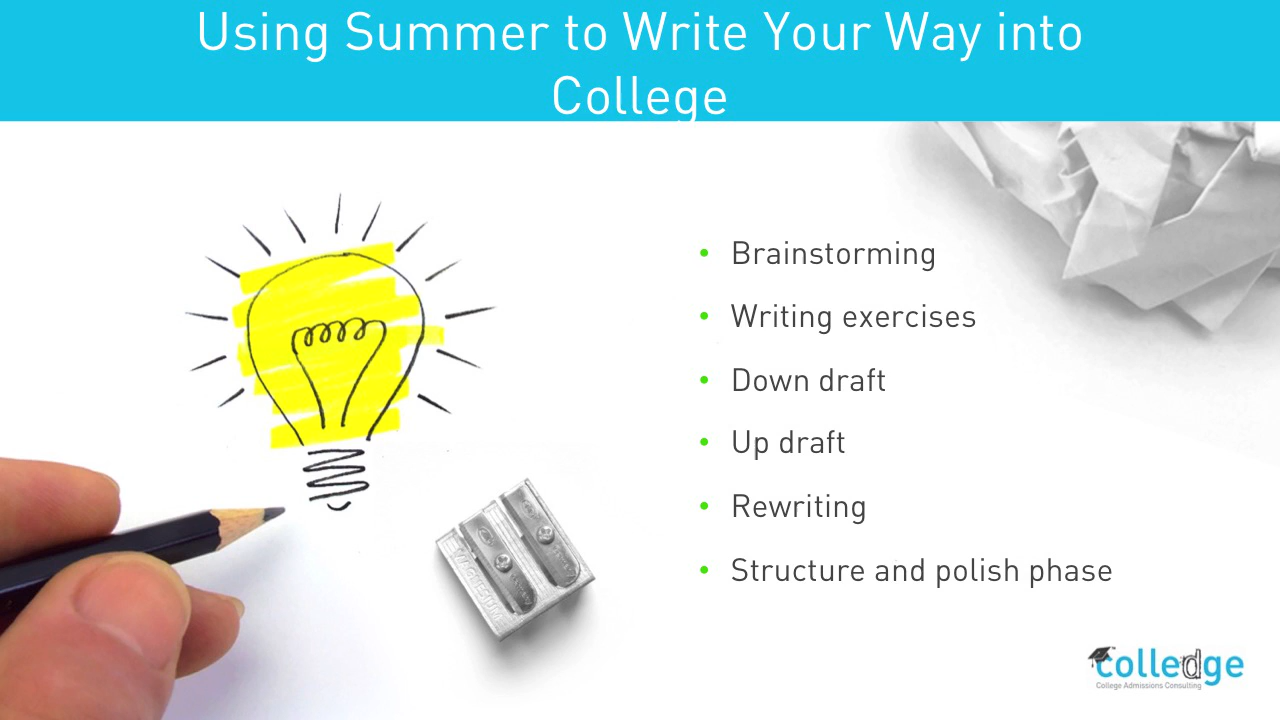 Using Summer to Write Your Way into
College
• Brainstorming
• Writing exercises
• Down draft
• Up draft
• Rewriting
• Structure and polish phase
MAGNESIUM
colledge
College Admissions Consulting